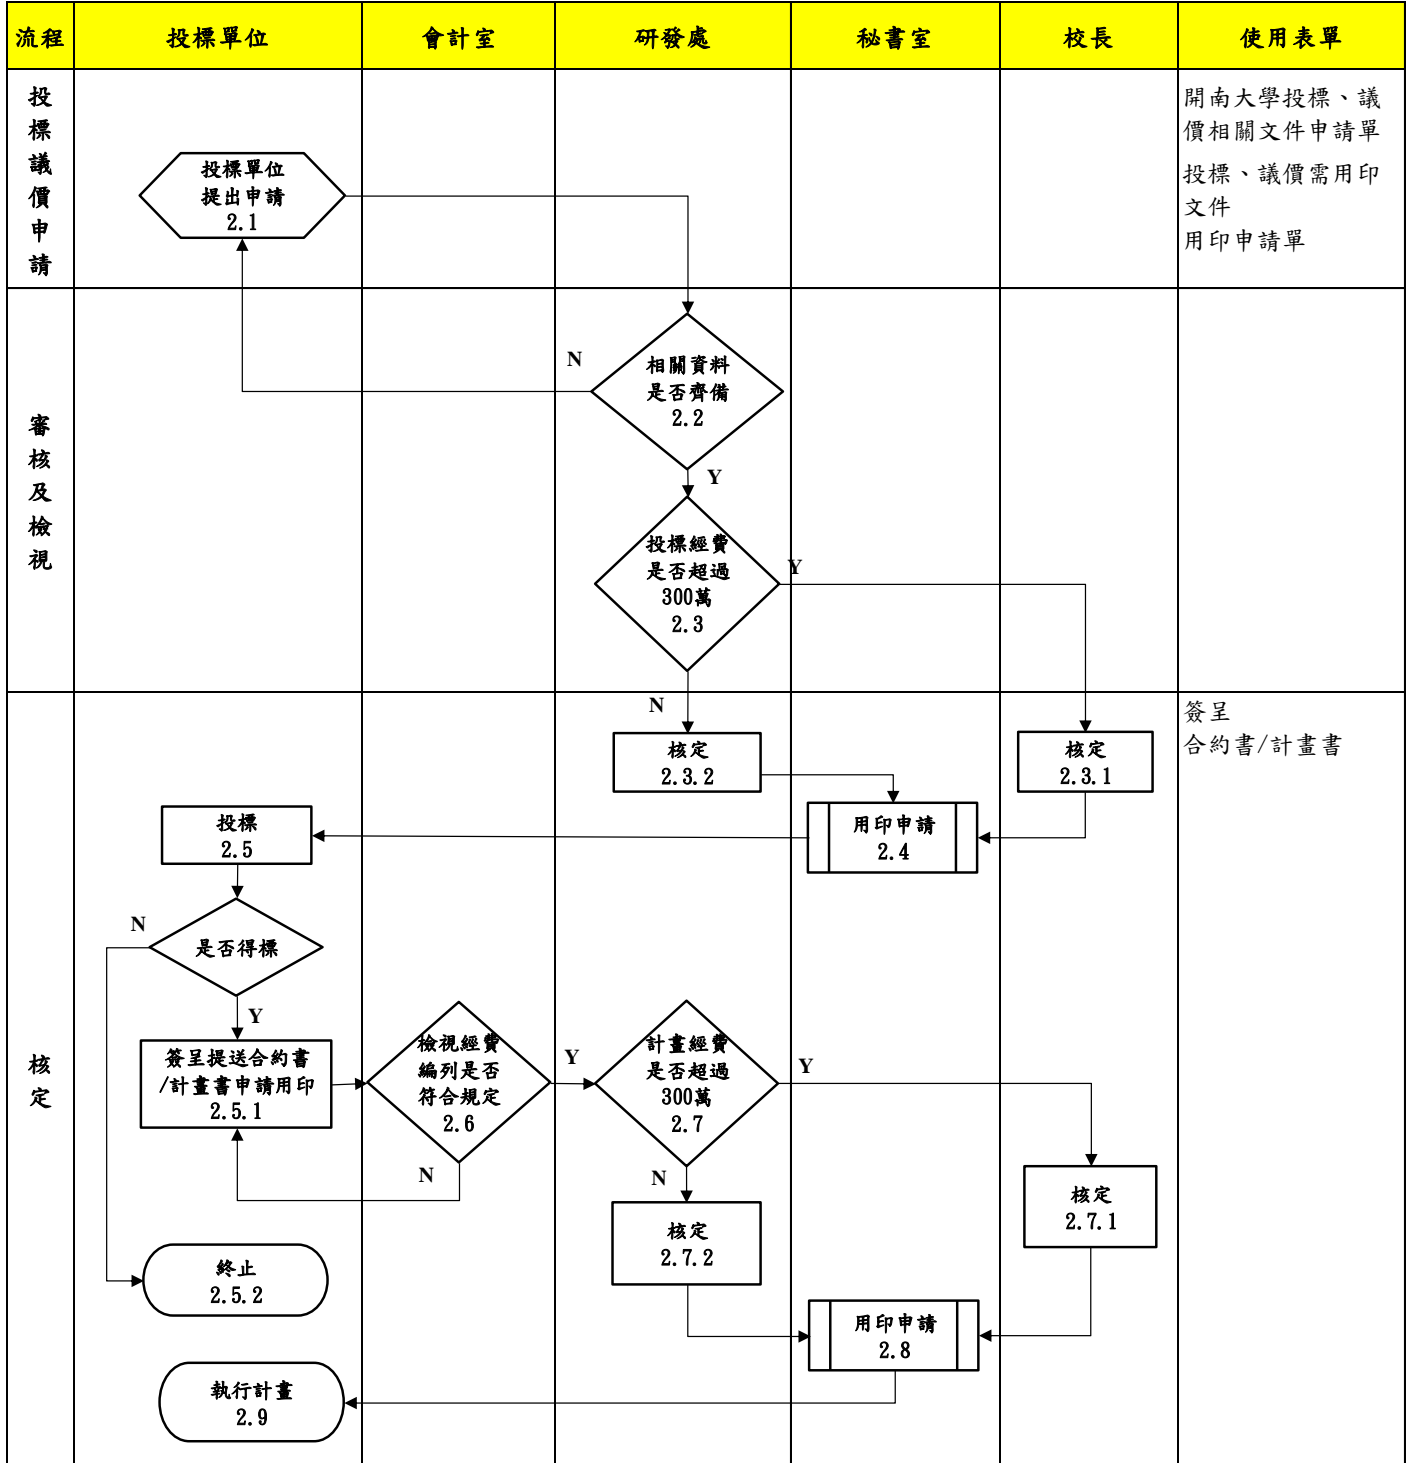 流程 投標單位 會計室 研發處 秘書室 校長 使用表單
投標議價申請
投標單位
提出申請
2.1
開南大學投標、議
價相關文件申請單
投標、議價需用印
文件
用印申請單
審核及檢視
N
相關資料
是否齊備
2.2
Y
投標經費
是否超過
300萬
2.3
Y
N
核定
簽呈
合約書/計畫書
核定
2.3.2
核定
2.3.1
用印申請
2.4
投標
2.5
N
是否得標
Y
簽呈提送合約書
/計畫書申請用印
2.5.1
檢視經費
編列是否
符合規定
2.6
Y
N
計畫經費
是否超過
300萬
2.7
Y
N
核定
2.7.2
核定
2.7.1
終止
2.5.2
用印申請
2.8
執行計畫
2.9